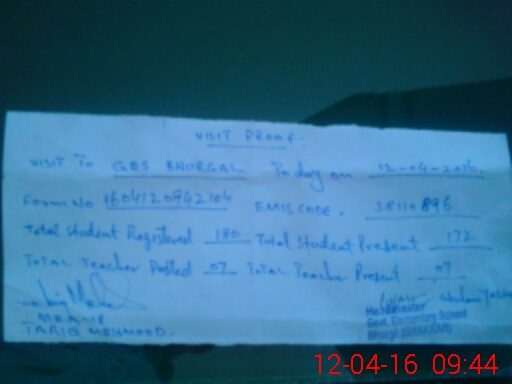 VISIT PROOF.
VISIT To GES BHURGAL Today on 12-04-2016
Form No 1604120942104 EMIS CODE. 38110896
Total Student Registered 180 Total Student Present 172
TOTAL Teacher Posted 07 TOTAL Teacher Present 07
MEA-
TARIQ MEHMOOD.
Headmaster
Govt. Elementary School
12-04-16 09:44